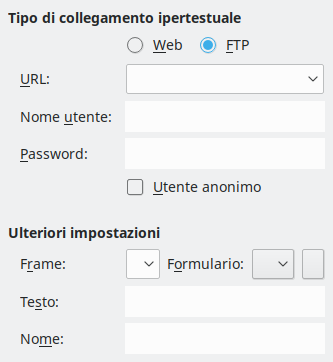 Tipo di collegamento ipertestuale
Web FTP
URL:
Nome utente:
Password:
Utente anonimo
Ulteriori impostazioni
Frame: Formulario:
Testo:
Nome: